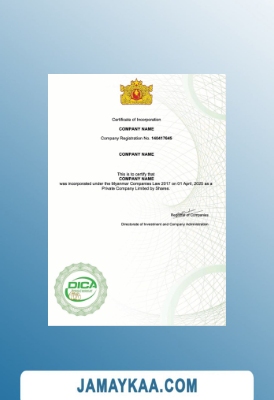 Certificate of Incorporation
COMPANY NAME
Company Registration No. 146417645
COMPANY NAME
This is to certify that
COMPANY NAME
was incorporated under the Myanmar Companies Law 2017 on 01 April, 2020 as a
Private Company Limited by Shares.
Registrar of Companies
Directorate of Investment and Company Administration
DICA
JAMAYKAA.COM